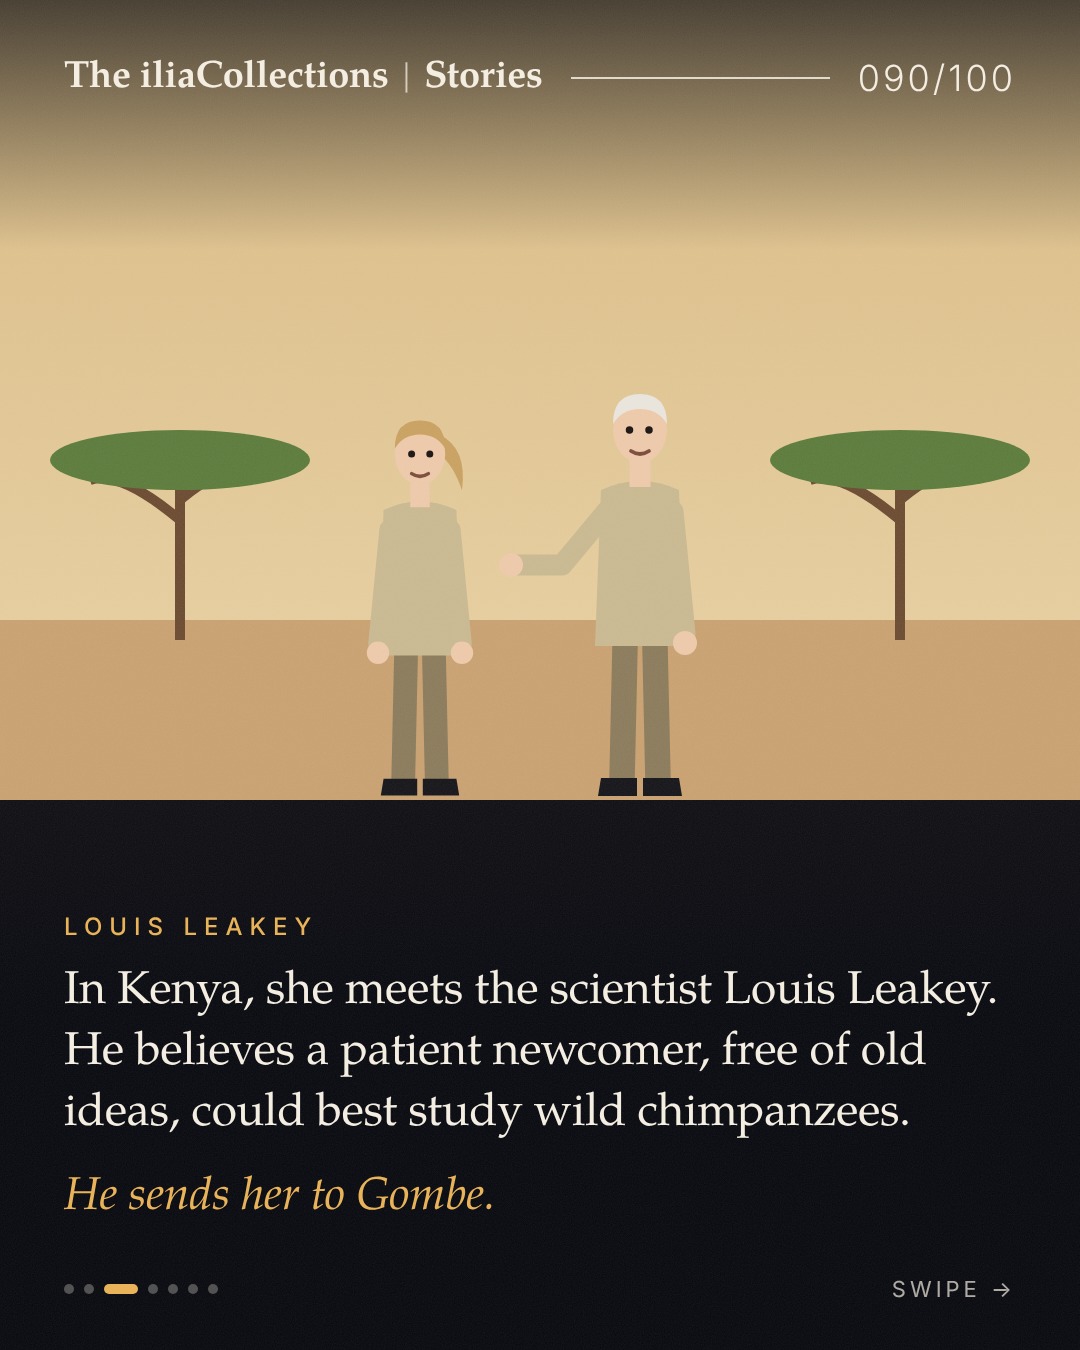 The iliaCollections | Stories
090/100
LOUIS LEAKEY
In Kenya, she meets the scientist Louis Leakey.
He believes a patient newcomer, free of old
ideas, could best study wild chimpanzees.
He sends her to Gombe.
SWIPE →